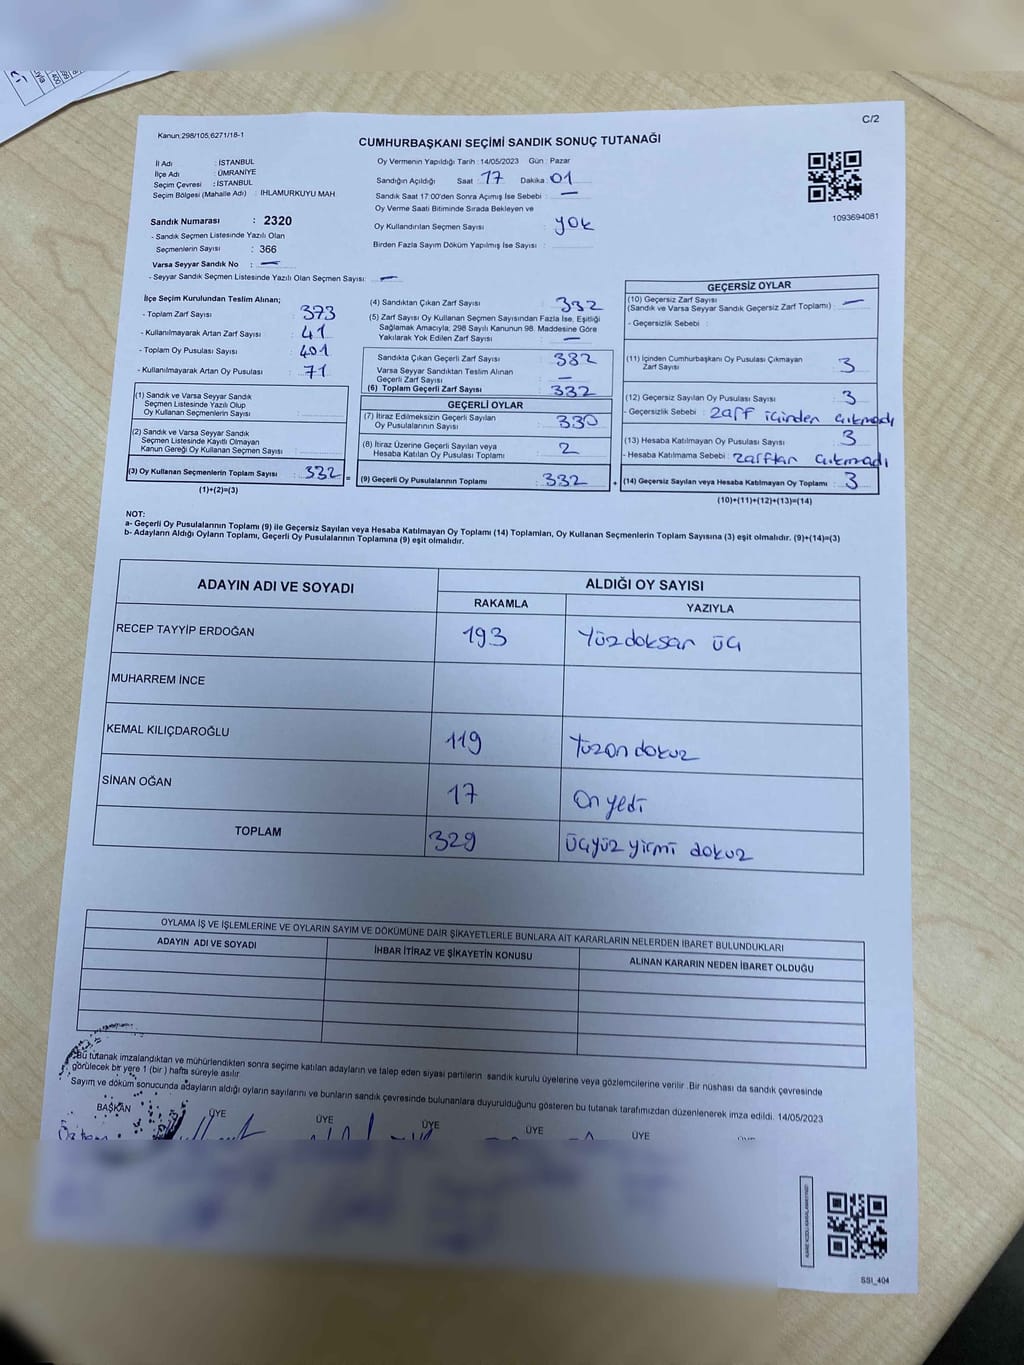 C/2
Kanun:298/105,6271/18-1
CUMHURBAŞKANI SEÇİMİ SANDIK SONUÇ TUTANAĞI
1093694081
İl Adı : İSTANBUL
İlçe Adı : ÜMRANİYE
Seçim Çevresi : İSTANBUL
Seçim Bölgesi (Mahalle Adı) : IHLAMURKUYU MAH.
Sandık Numarası : 2320
- Sandık Seçmen Listesinde Yazılı Olan
Seçmenlerin Sayısı : 366
Varsa Seyyar Sandık No : —
- Seyyar Sandık Seçmen Listesinde Yazılı Olan Seçmen Sayısı: —
Oy Vermenin Yapıldığı Tarih : 14/05/2023 Gün : Pazar
Sandığın Açıldığı Saat : 17 Dakika : 01
Sandık Saat 17:00'den Sonra Açımış İse Sebebi : —
Oy Verme Saati Bitiminde Sırada Bekleyen ve
Oy Kullandırılan Seçmen Sayısı : yok
Birden Fazla Sayım Döküm Yapılmış İse Sayısı :
İlçe Seçim Kurulundan Teslim Alınan;
- Toplam Zarf Sayısı : 373
- Kullanılmayarak Artan Zarf Sayısı : 41
- Toplam Oy Pusulası Sayısı : 401
- Kullanılmayarak Artan Oy Pusulası : 71
(1) Sandık ve Varsa Seyyar Sandık
Seçmen Listesinde Yazılı Olup
Oy Kullanan Seçmenlerin Sayısı :
(2) Sandık ve Varsa Seyyar Sandık
Seçmen Listesinde Kayıtlı Olmayan
Kanun Gereği Oy Kullanan Seçmen Sayısı :
(3) Oy Kullanan Seçmenlerin Toplam Sayısı : 332 =
(1)+(2)=(3)
(4) Sandıktan Çıkan Zarf Sayısı : 332
(5) Zarf Sayısı Oy Kullanan Seçmen Sayısından Fazla İse, Eşitliği
Sağlamak Amacıyla; 298 Sayılı Kanunun 98. Maddesine Göre
Yakılarak Yok Edilen Zarf Sayısı : —
Sandıkta Çıkan Geçerli Zarf Sayısı : 332
Varsa Seyyar Sandıktan Teslim Alınan
Geçerli Zarf Sayısı : —
(6) Toplam Geçerli Zarf Sayısı : 332
GEÇERLİ OYLAR
(7) İtiraz Edilmeksizin Geçerli Sayılan
Oy Pusulalarının Sayısı : 330
(8) İtiraz Üzerine Geçerli Sayılan veya
Hesaba Katılan Oy Pusulası Toplamı : 2
(9) Geçerli Oy Pusulalarının Toplamı : 332 +
GEÇERSİZ OYLAR
(10) Geçersiz Zarf Sayısı
(Sandık ve Varsa Seyyar Sandık Geçersiz Zarf Toplamı) : —
- Geçersizlik Sebebi :
(11) İçinden Cumhurbaşkanı Oy Pusulası Çıkmayan
Zarf Sayısı : 3
(12) Geçersiz Sayılan Oy Pusulası Sayısı : 3
- Geçersizlik Sebebi : zarf içinden çıkmadı
(13) Hesaba Katılmayan Oy Pusulası Sayısı : 3
- Hesaba Katılmama Sebebi : zarftan çıkmadı
(14) Geçersiz Sayılan veya Hesaba Katılmayan Oy Toplamı : 3
(10)+(11)+(12)+(13)=(14)
NOT:
a- Geçerli Oy Pusulalarının Toplamı (9) ile Geçersiz Sayılan veya Hesaba Katılmayan Oy Toplamı (14) Toplamları, Oy Kullanan Seçmenlerin Toplam Sayısına (3) eşit olmalıdır. (9)+(14)=(3)
b- Adayların Aldığı Oyların Toplamı, Geçerli Oy Pusulalarının Toplamına (9) eşit olmalıdır.
ADAYIN ADI VE SOYADI
ALDIĞI OY SAYISI
RAKAMLA YAZIYLA
RECEP TAYYİP ERDOĞAN 193 Yüzdoksan üç
MUHARREM İNCE
KEMAL KILIÇDAROĞLU 119 Yüzon dokuz
SİNAN OĞAN 17 On yedi
TOPLAM 329 üçyüz yirmi dokuz
OYLAMA İŞ VE İŞLEMLERİNE VE OYLARIN SAYIM VE DÖKÜMÜNE DAİR ŞİKAYETLERLE BUNLARA AİT KARARLARIN NELERDEN İBARET BULUNDUKLARI
ADAYIN ADI VE SOYADI İHBAR İTİRAZ VE ŞİKAYETİN KONUSU ALINAN KARARIN NEDEN İBARET OLDUĞU
Bu tutanak imzalandıktan ve mühürlendikten sonra seçime katılan adayların ve talep eden siyasi partilerin sandık kurulu üyelerine veya gözlemcilerine verilir. Bir nüshası da sandık çevresinde
görülecek bir yere 1 (bir) hafta süreyle asılır.
Sayım ve döküm sonucunda adayların aldığı oyların sayılarını ve bunların sandık çevresinde bulunanlara duyurulduğunu gösteren bu tutanak tarafımızdan düzenlenerek imza edildi. 14/05/2023
BAŞKAN ÜYE ÜYE ÜYE ÜYE ÜYE
SSI_404